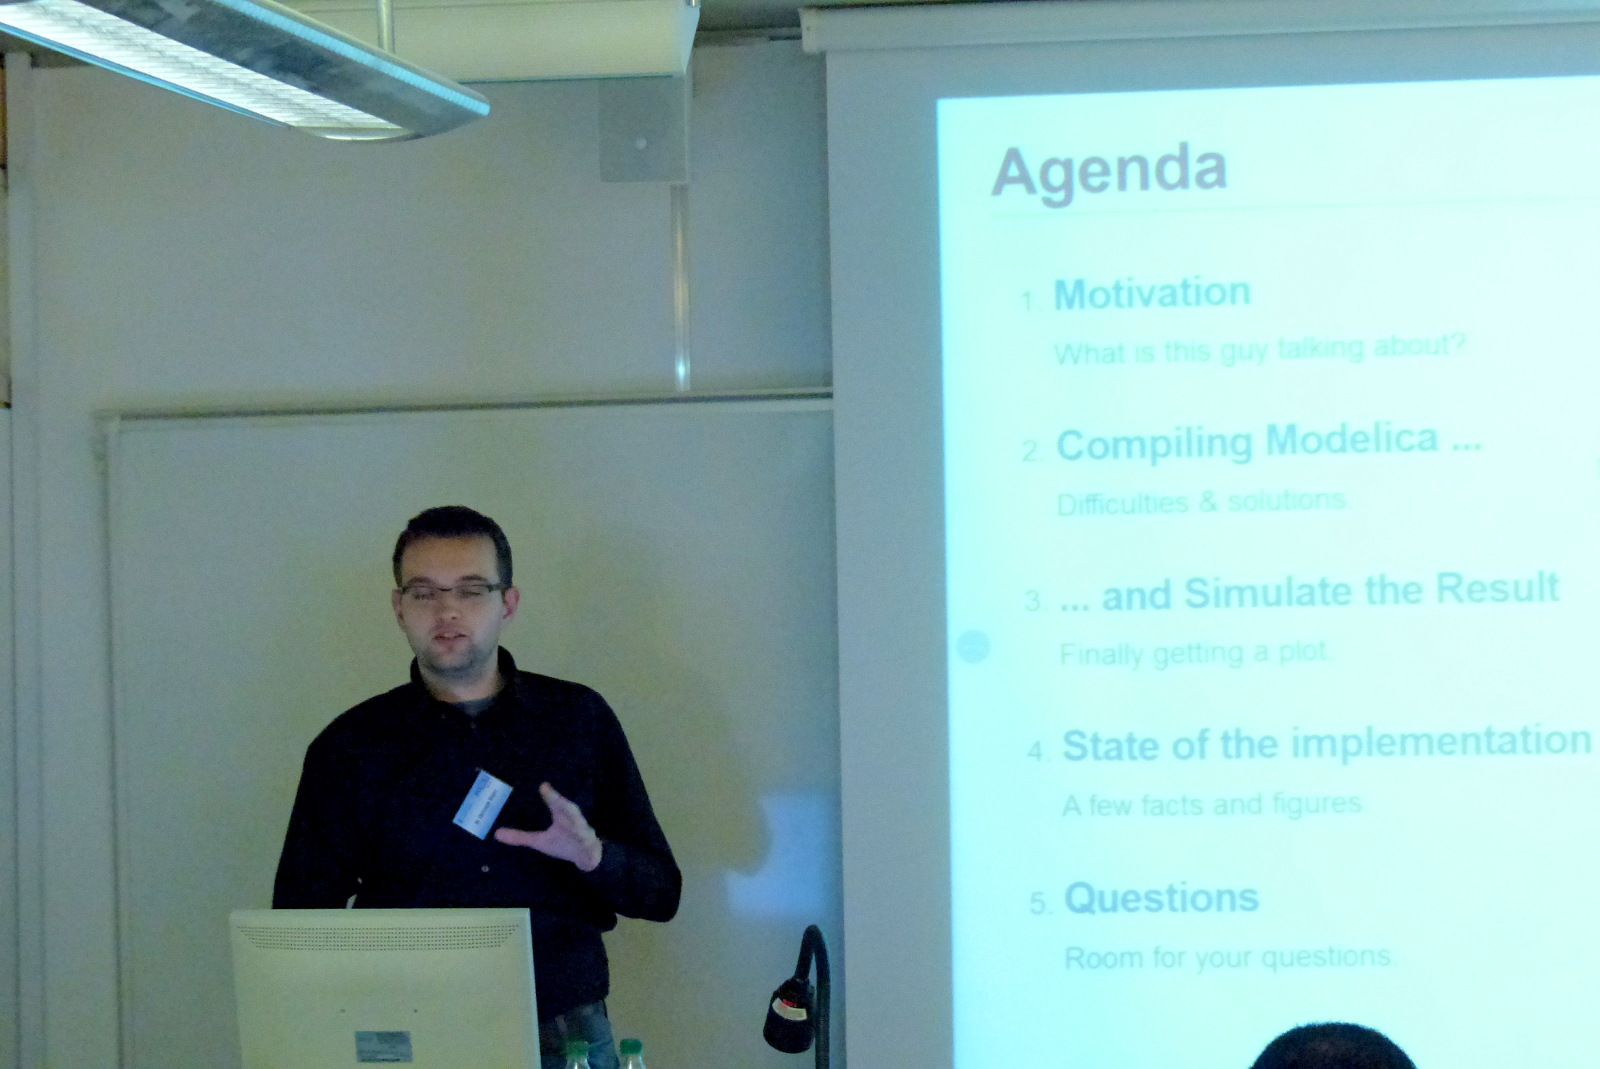 Agenda
1. Motivation
What is this guy talking about?
2. Compiling Modelica ...
Difficulties & solutions.
3. ... and Simulate the Result
Finally getting a plot.
4. State of the implementation
A few facts and figures.
5. Questions
Room for your questions.